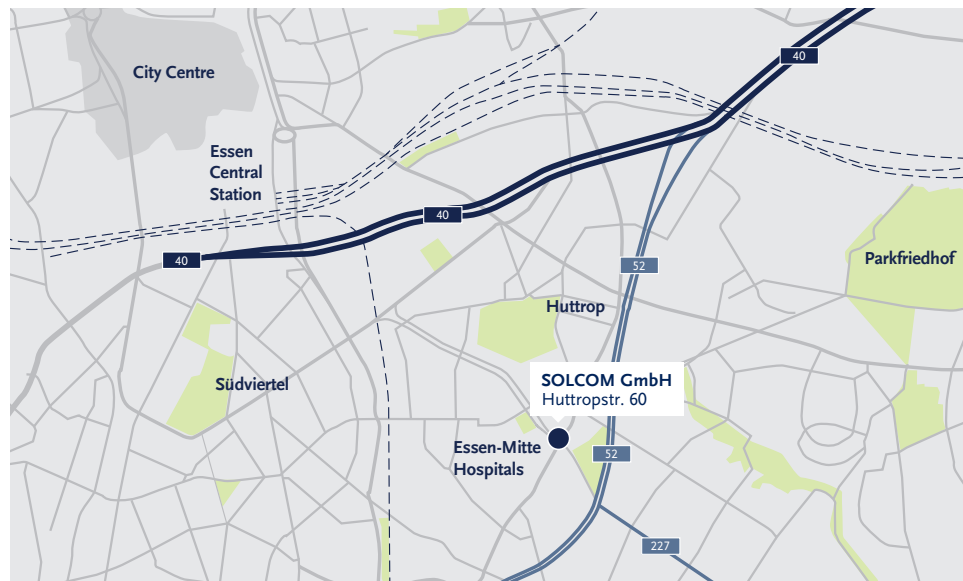 40
City Centre
Essen
Central
Station
40
40
52
Parkfriedhof
Huttrop
SOLCOM GmbH
Huttropstr. 60
Südviertel
Essen-Mitte
Hospitals
52
227